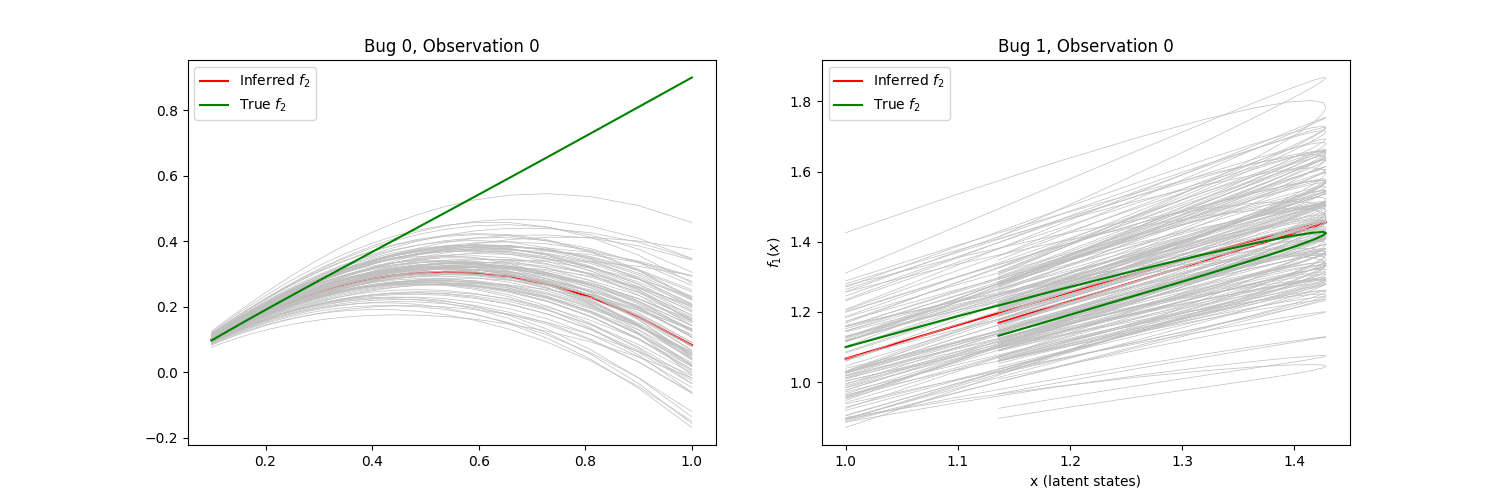 Bug 0, Observation 0
Inferred f₂
True f₂
0.8
0.6
0.4
0.2
0.0
−0.2
0.2 0.4 0.6 0.8 1.0
Bug 1, Observation 0
Inferred f₂
True f₂
1.8
1.6
1.4
1.2
1.0
f₁(x)
1.0 1.1 1.2 1.3 1.4
x (latent states)